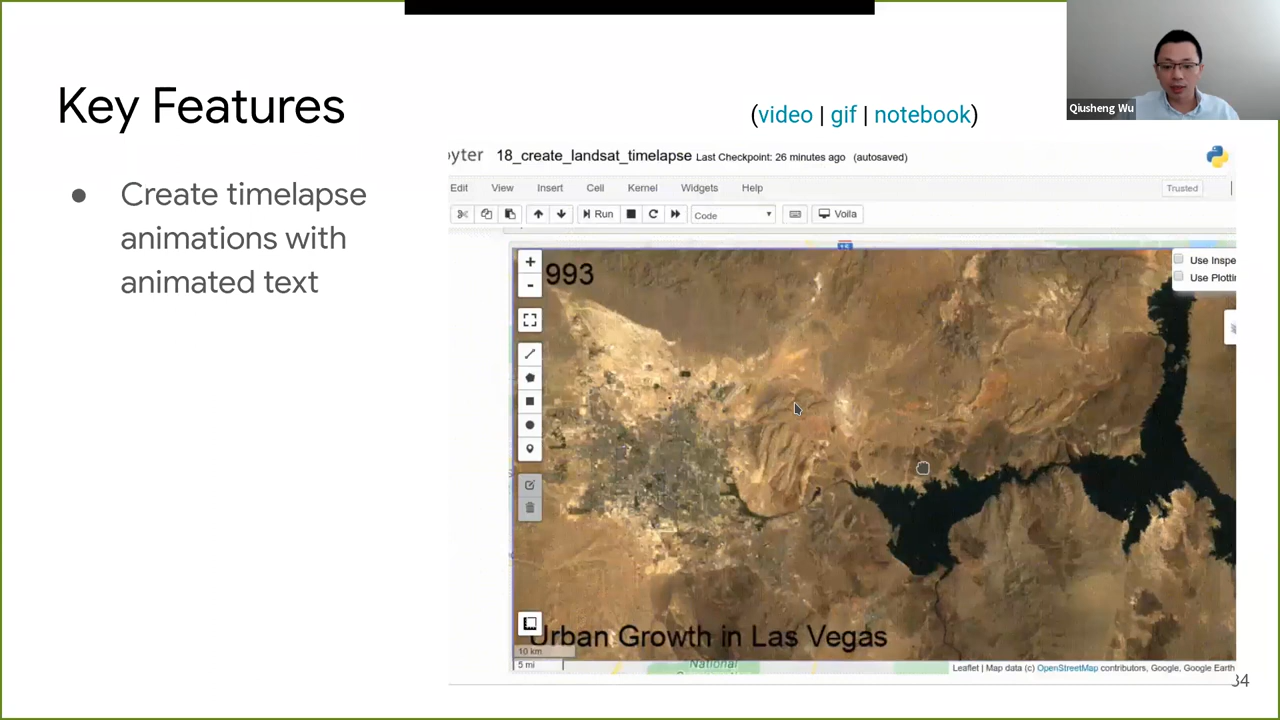 Key Features
(video | gif | notebook)
Qiusheng Wu
Create timelapse
animations with
animated text
yter 18_create_landsat_timelapse Last Checkpoint: 26 minutes ago (autosaved)
Edit View Insert Cell Kernel Widgets Help
Trusted
Run
Code
Voila
993
+
-
Use Inspe
Use Plottin
Urban Growth in Las Vegas
10 km
5 mi
National
Leaflet | Map data (c) OpenStreetMap contributors, Google, Google Earth
34